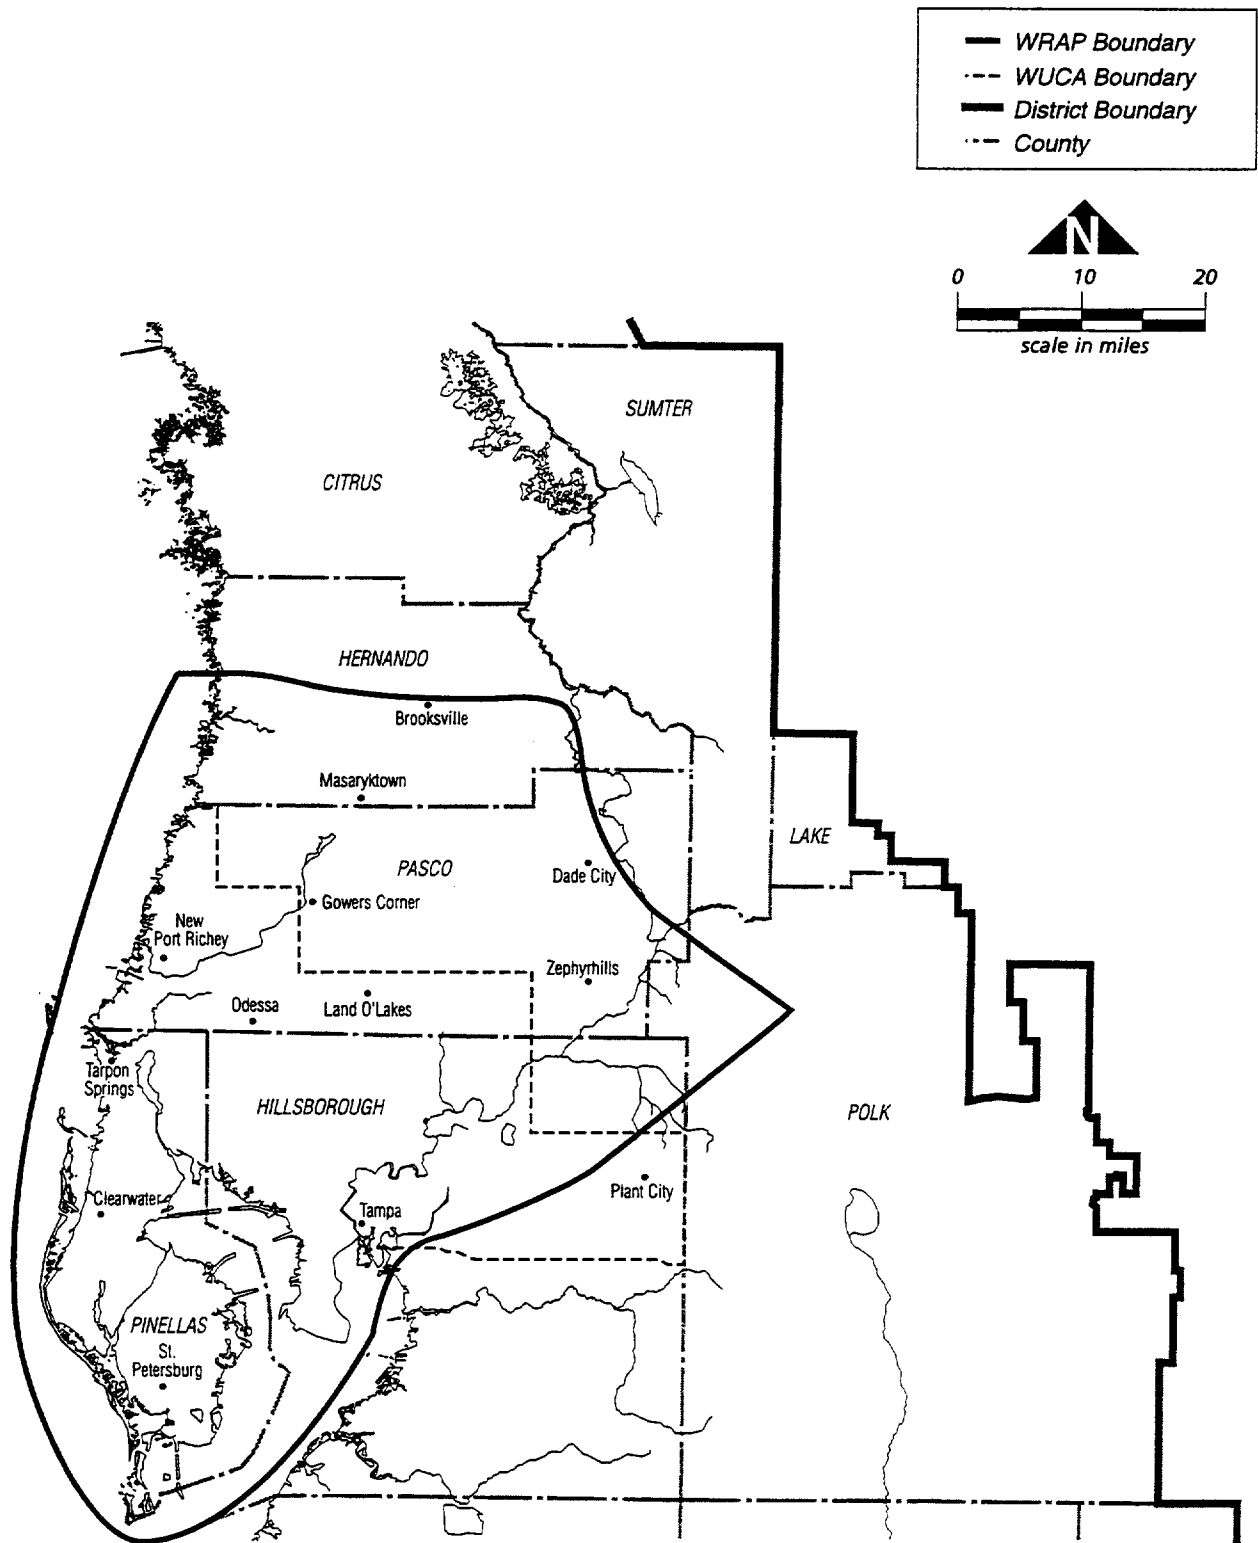 WRAP Boundary
WUCA Boundary
District Boundary
County
N
0 10 20
scale in miles
SUMTER
CITRUS
HERNANDO
Brooksville
Masaryktown
LAKE
PASCO
Dade City
Gowers Corner
New
Port Richey
Zephyrhills
Odessa
Land O'Lakes
Tarpon
Springs
HILLSBOROUGH
POLK
Plant City
Clearwater
Tampa
PINELLAS
St.
Petersburg